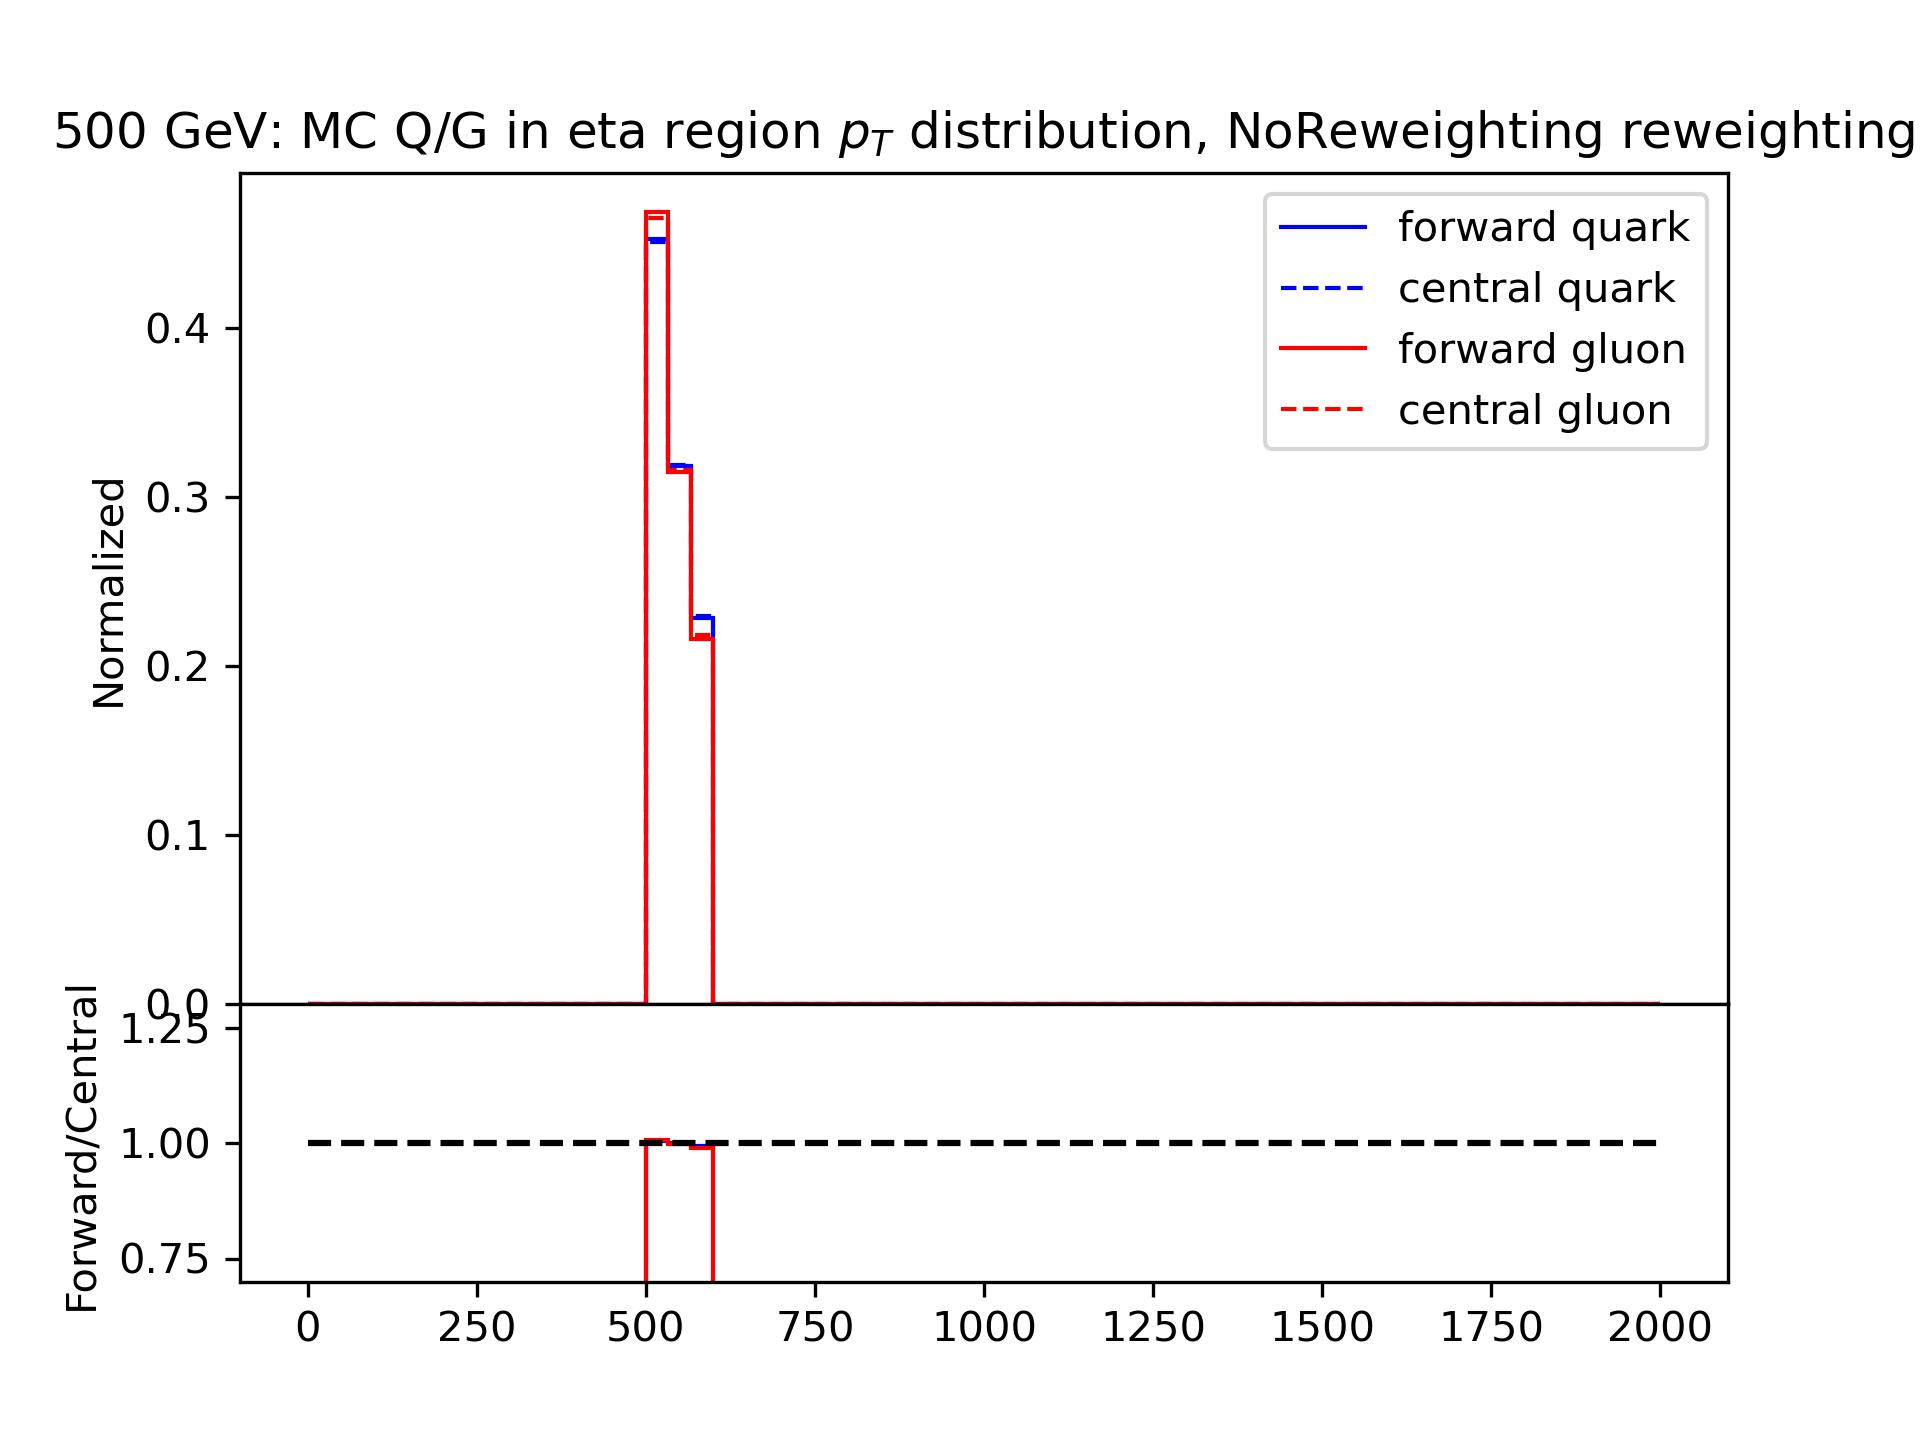 500 GeV: MC Q/G in eta region p_T distribution, NoReweighting reweighting
forward quark
central quark
forward gluon
central gluon
Normalized
0.4
0.3
0.2
0.1
0.0
Forward/Central
1.25
1.00
0.75
0 250 500 750 1000 1250 1500 1750 2000